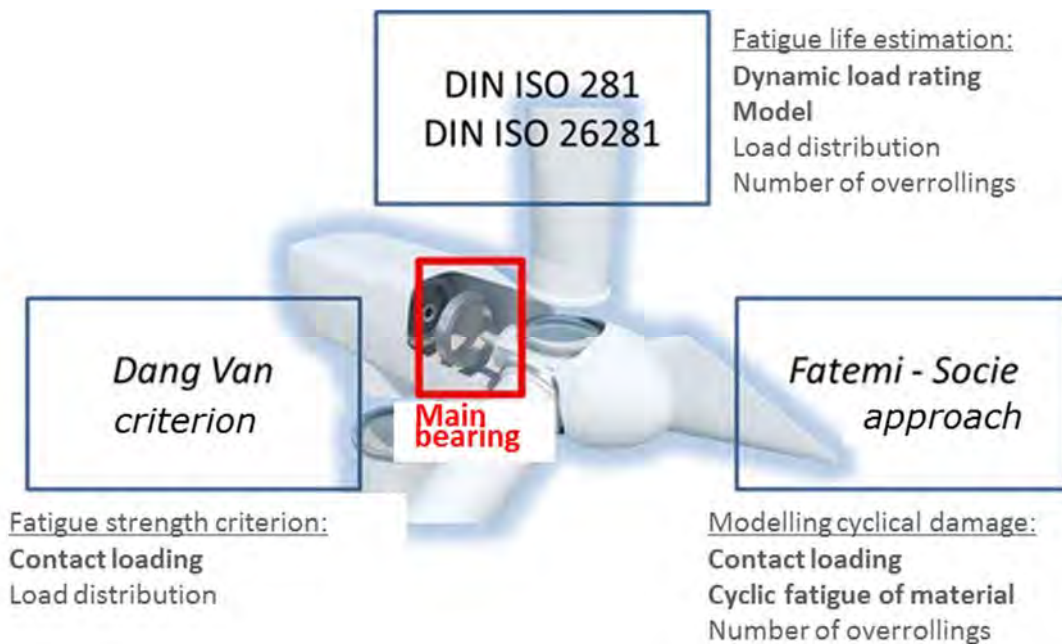 DIN ISO 281
DIN ISO 26281
Fatigue life estimation:
Dynamic load rating
Model
Load distribution
Number of overrollings
Dang Van
criterion
Main
bearing
Fatemi - Socie
approach
Fatigue strength criterion:
Contact loading
Load distribution
Modelling cyclical damage:
Contact loading
Cyclic fatigue of material
Number of overrollings